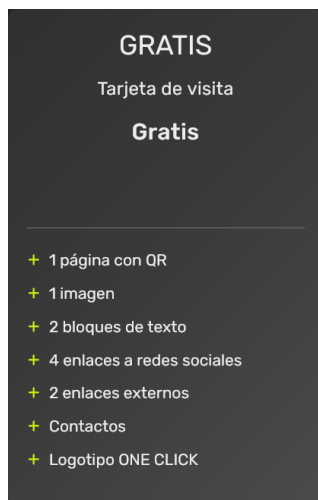 GRATIS
Tarjeta de visita
Gratis
+ 1 página con QR
+ 1 imagen
+ 2 bloques de texto
+ 4 enlaces a redes sociales
+ 2 enlaces externos
+ Contactos
+ Logotipo ONE CLICK